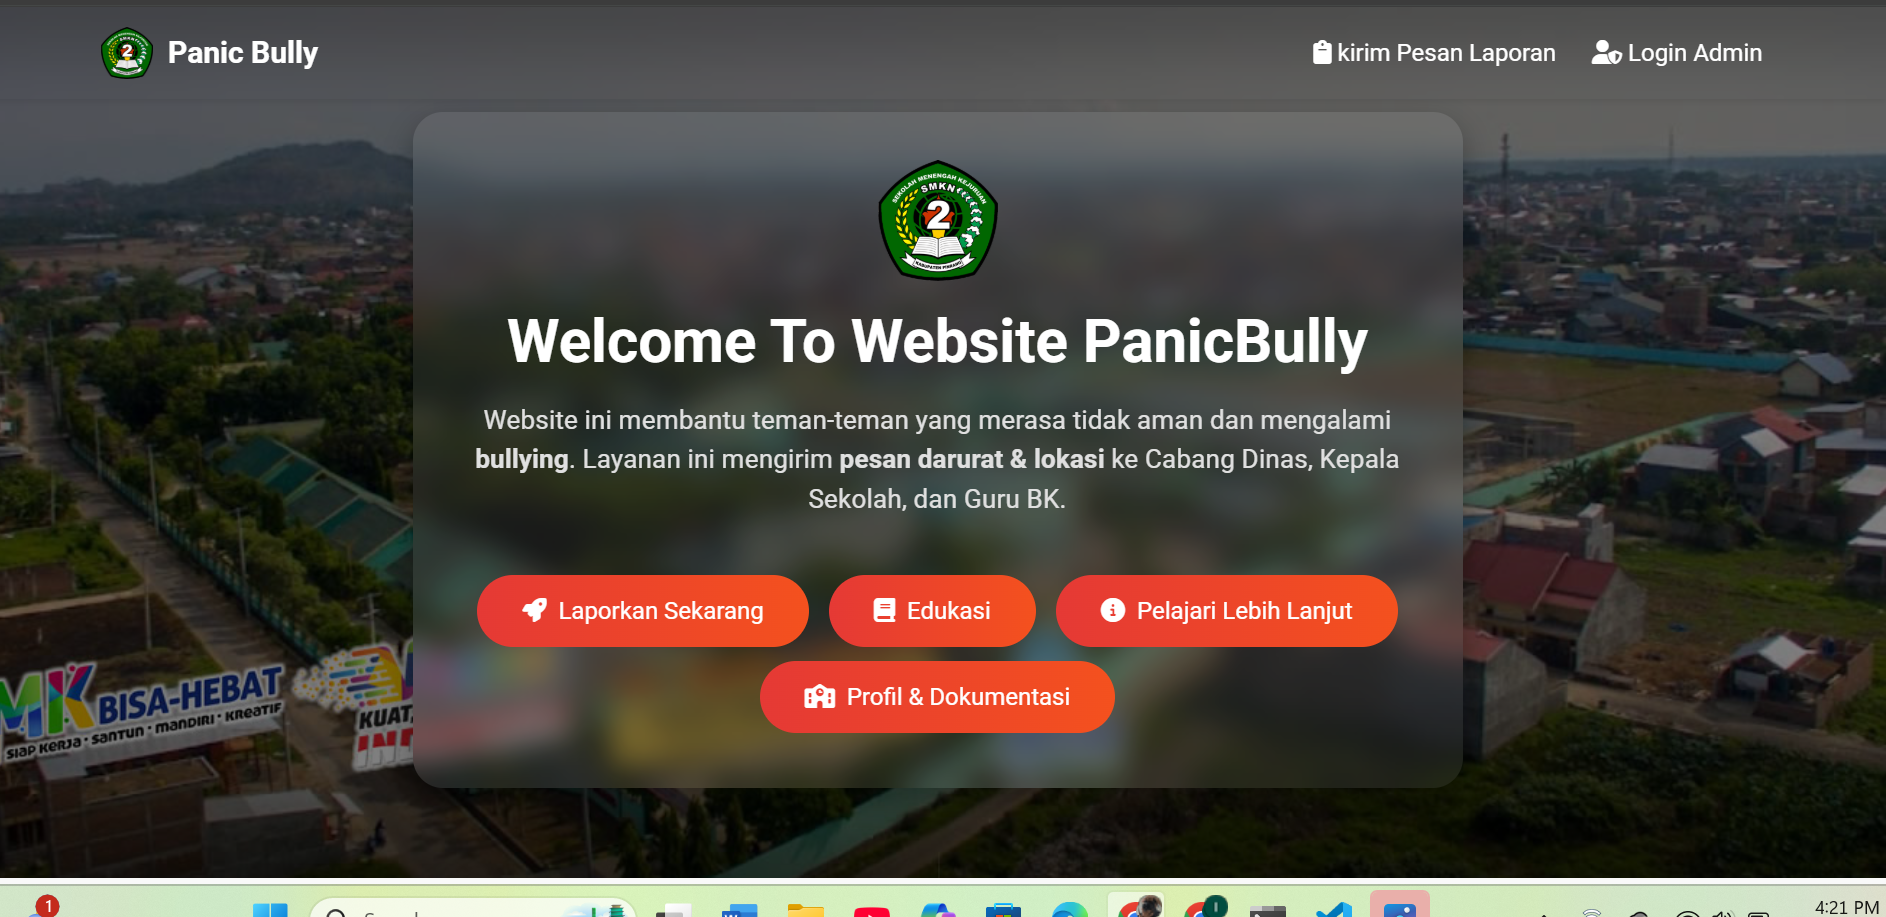 Panic Bully
kirim Pesan Laporan
Login Admin
SEKOLAH MENENGAH KEJURUAN
SMKN
2
KABUPATEN PINRANG
Welcome To Website PanicBully
Website ini membantu teman-teman yang merasa tidak aman dan mengalami
bullying. Layanan ini mengirim pesan darurat & lokasi ke Cabang Dinas, Kepala
Sekolah, dan Guru BK.
Laporkan Sekarang
Edukasi
Pelajari Lebih Lanjut
Profil & Dokumentasi
MK BISA-HEBAT
SIAP KERJA • SANTUN • MANDIRI • KREATIF
KUAT
1
4:21 PM